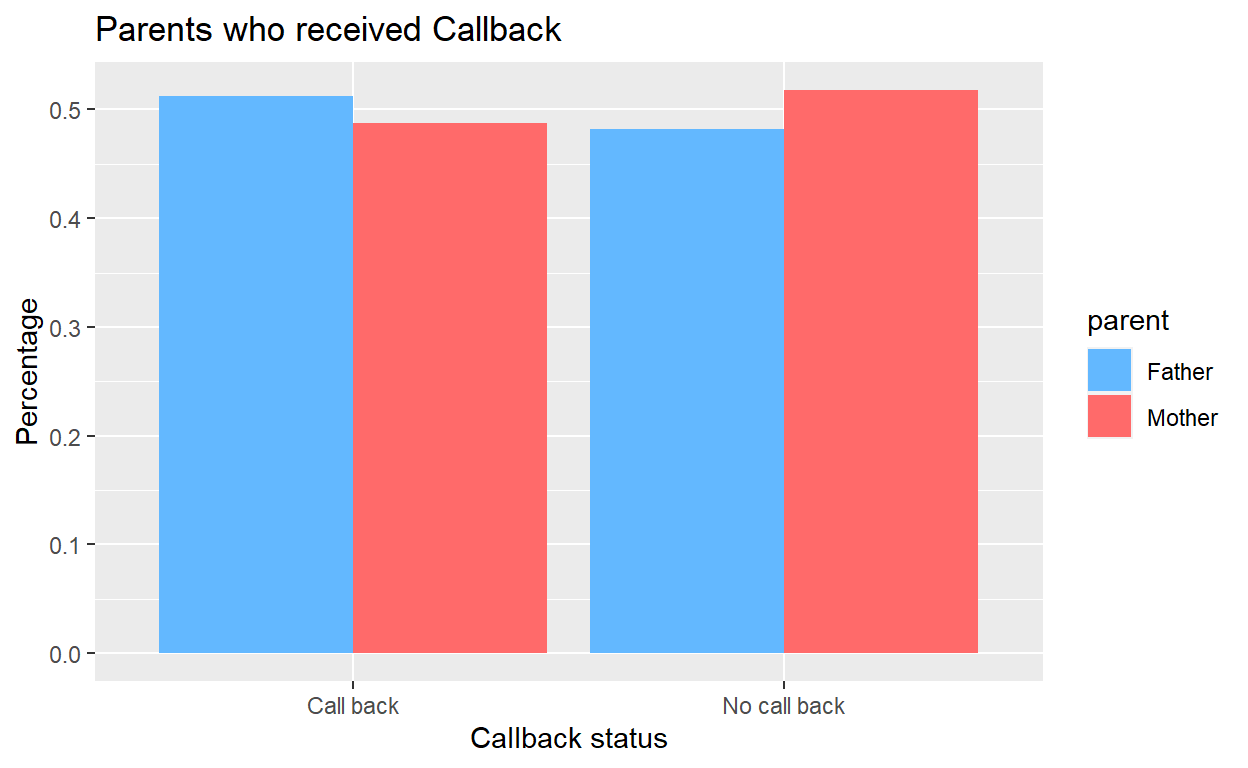 Parents who received Callback
Percentage
0.5
0.4
0.3
0.2
0.1
0.0
Call back
No call back
Callback status
parent
Father
Mother